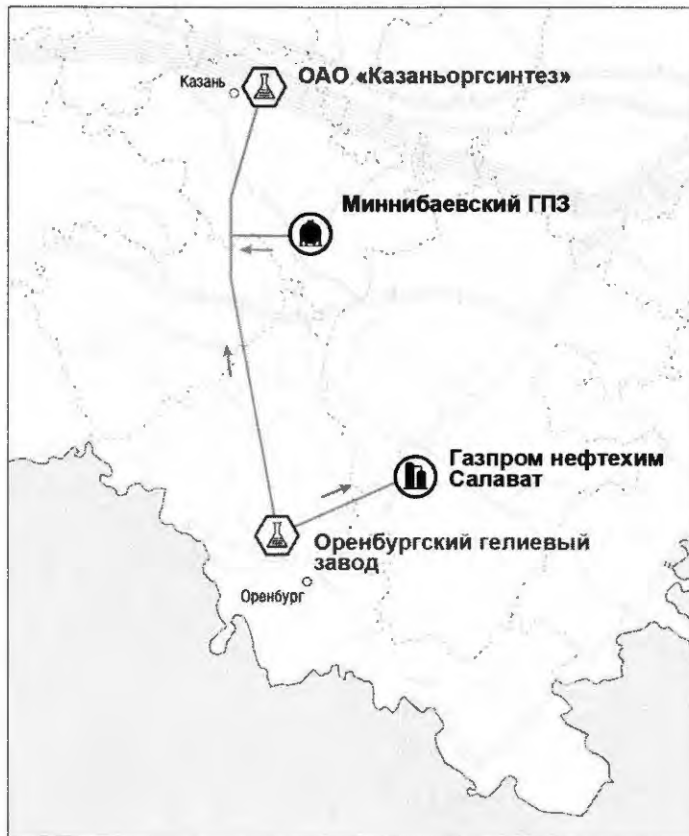 Казань
ОАО «Казаньоргсинтез»
Миннибаевский ГПЗ
Газпром нефтехим
Салават
Оренбургский гелиевый
завод
Оренбург